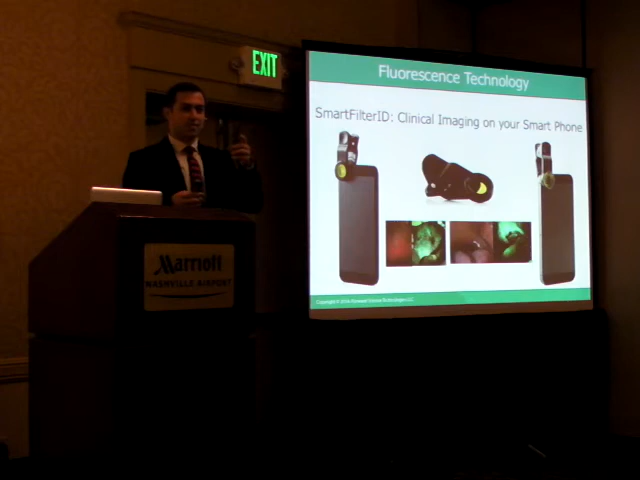 EXIT
Fluorescence Technology
SmartFilterID: Clinical Imaging on your Smart Phone
Marriott
NASHVILLE AIRPORT